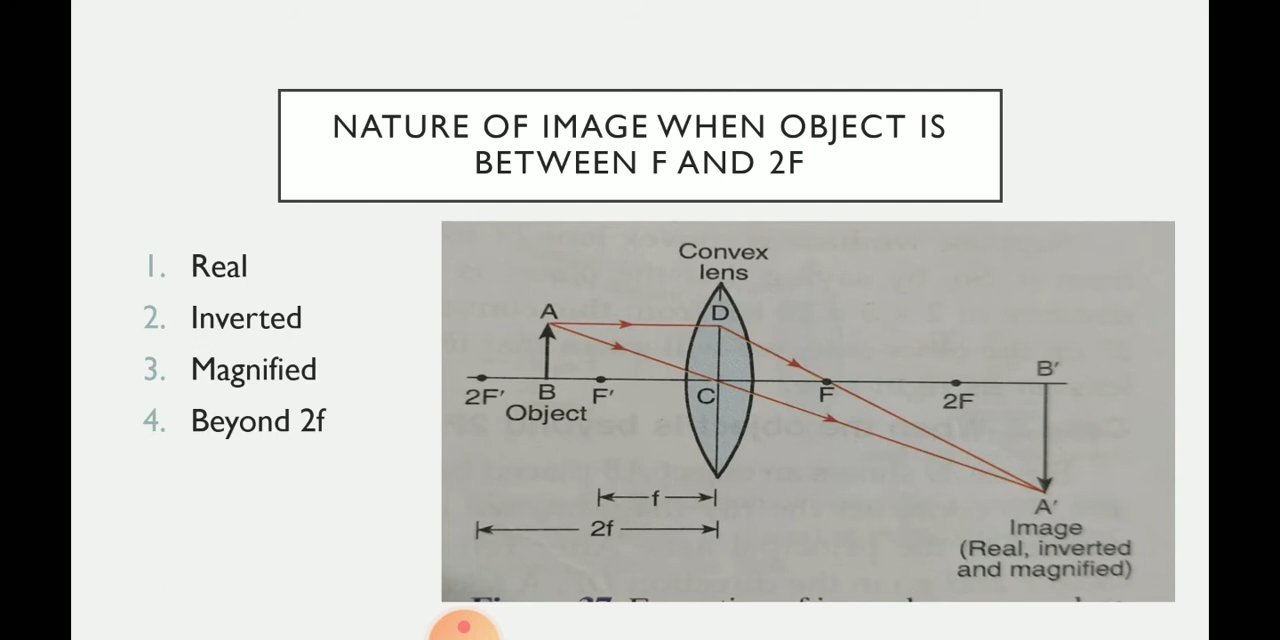 NATURE OF IMAGE WHEN OBJECT IS
BETWEEN F AND 2F
1. Real
2. Inverted
3. Magnified
4. Beyond 2f
Convex
lens
A
D
B'
2F'
B
F'
C
F
2F
Object
f
2f
A'
Image
(Real, inverted
and magnified)